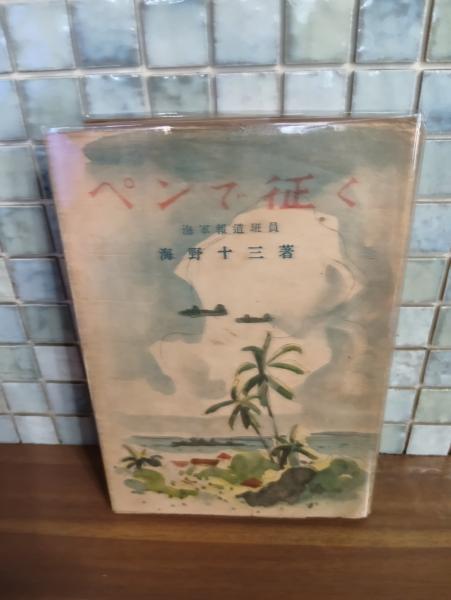 ペンで征く
海軍報道班員
海野十三著